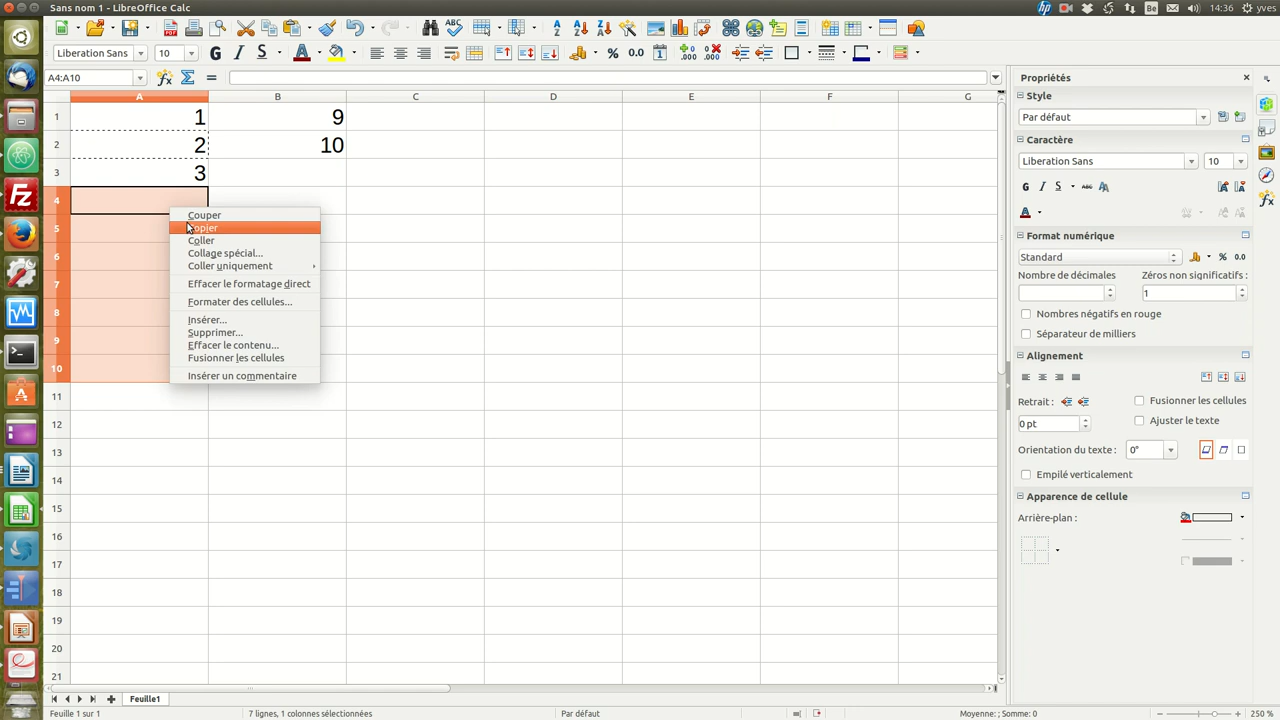 Sans nom 1 - LibreOffice Calc
Be
14:36
yves
Liberation Sans
10
A4:A10
A B C D E F G
1 1 9
2 2 10
3 3
4
5
6
7
8
9
10
11
12
13
14
15
16
17
18
19
20
21
Couper
Copier
Coller
Collage spécial...
Coller uniquement
Effacer le formatage direct
Formater des cellules...
Insérer...
Supprimer...
Effacer le contenu...
Fusionner les cellules
Insérer un commentaire
Propriétés
Style
Par défaut
Caractère
Liberation Sans
10
Format numérique
Standard
Nombre de décimales
Zéros non significatifs :
1
Nombres négatifs en rouge
Séparateur de milliers
Alignement
Retrait :
Fusionner les cellules
0 pt
Ajuster le texte
Orientation du texte :
0°
Empilé verticalement
Apparence de cellule
Arrière-plan :
Feuille1
Feuille 1 sur 1
7 lignes, 1 colonnes sélectionnées
Par défaut
Moyenne: ; Somme: 0
250 %